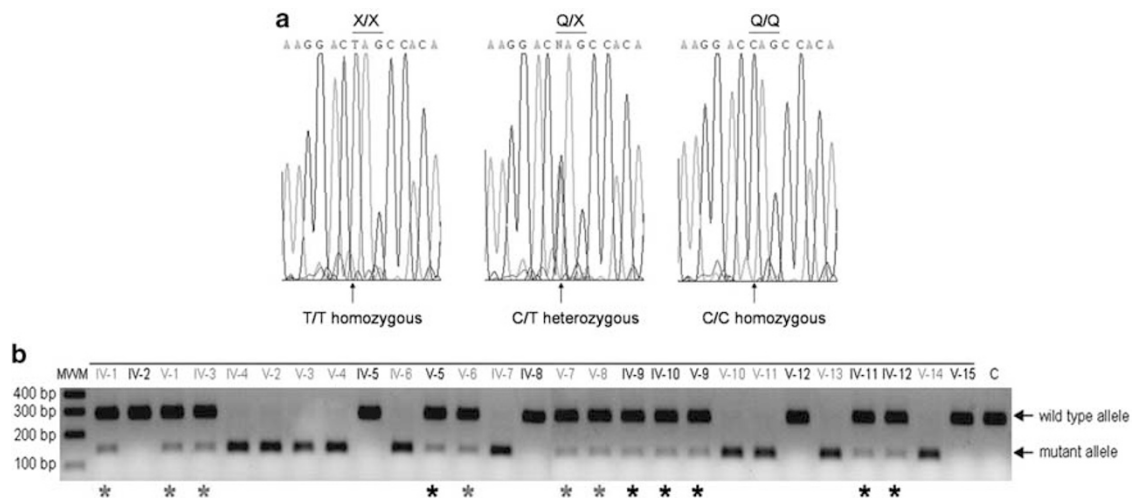 a
X/X Q/X Q/Q
AAGGACTAGCCACA AAGGACNAGCCACA AAGGACCAGCCACA
T/T homozygous C/T heterozygous C/C homozygous
b
MWM IV-1 IV-2 V-1 IV-3 IV-4 V-2 V-3 V-4 IV-5 IV-6 V-5 V-6 IV-7 IV-8 V-7 V-8 IV-9 IV-10 V-9 V-10 V-11 V-12 V-13 IV-11 IV-12 V-14 V-15 C
400 bp
300 bp wild type allele
200 bp
100 bp mutant allele
* * * * * * * * * * * *